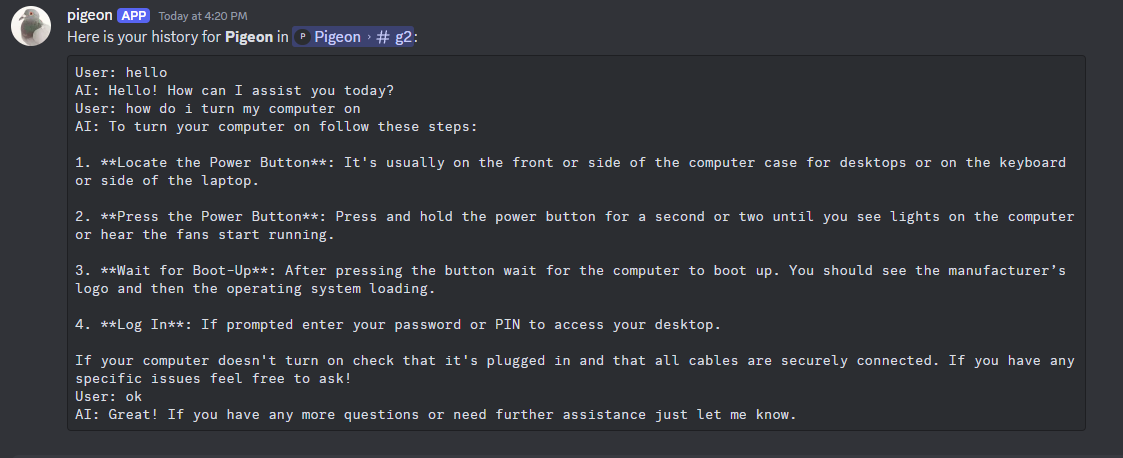 pigeon APP Today at 4:20 PM
Here is your history for Pigeon in P Pigeon › # g2:
User: hello
AI: Hello! How can I assist you today?
User: how do i turn my computer on
AI: To turn your computer on follow these steps:
1. **Locate the Power Button**: It's usually on the front or side of the computer case for desktops or on the keyboard
or side of the laptop.
2. **Press the Power Button**: Press and hold the power button for a second or two until you see lights on the computer
or hear the fans start running.
3. **Wait for Boot-Up**: After pressing the button wait for the computer to boot up. You should see the manufacturer’s
logo and then the operating system loading.
4. **Log In**: If prompted enter your password or PIN to access your desktop.
If your computer doesn't turn on check that it's plugged in and that all cables are securely connected. If you have any
specific issues feel free to ask!
User: ok
AI: Great! If you have any more questions or need further assistance just let me know.